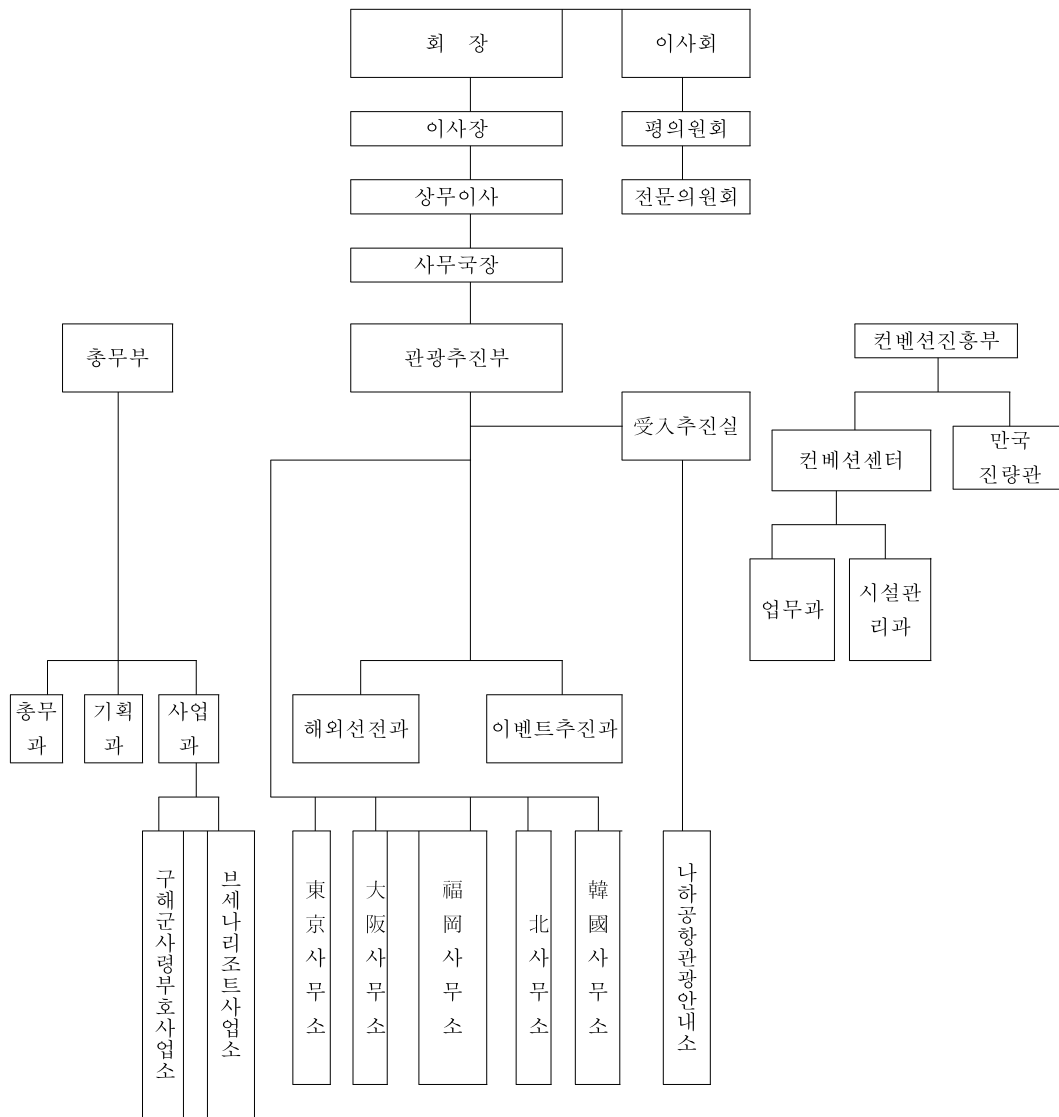 회 장
이사회
이사장
평의원회
상무이사
전문의원회
사무국장
총무부
관광추진부
컨벤션진흥부
受入추진실
컨베션센터
만국
진량관
업무과
시설관
리과
총무
과
기획
과
사업
과
해외선전과
이벤트추진과
구해군사령부호사업소
브세나리조트사업소
東京사무소
大阪사무소
福岡사무소
北사무소
韓國사무소
나하공항관광안내소